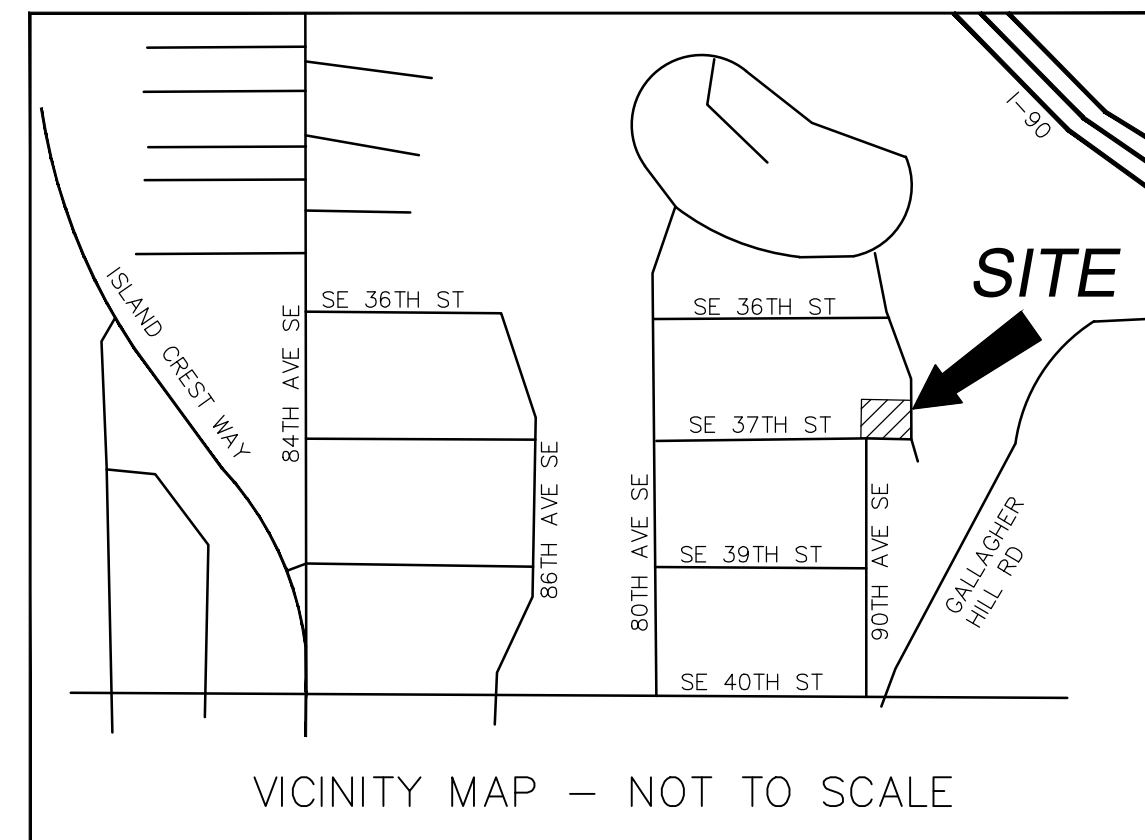 I-90
SITE
ISLAND CREST WAY
84TH AVE SE
SE 36TH ST
SE 36TH ST
SE 37TH ST
86TH AVE SE
80TH AVE SE
90TH AVE SE
SE 39TH ST
GALLAGHER
HILL RD
SE 40TH ST
VICINITY MAP – NOT TO SCALE